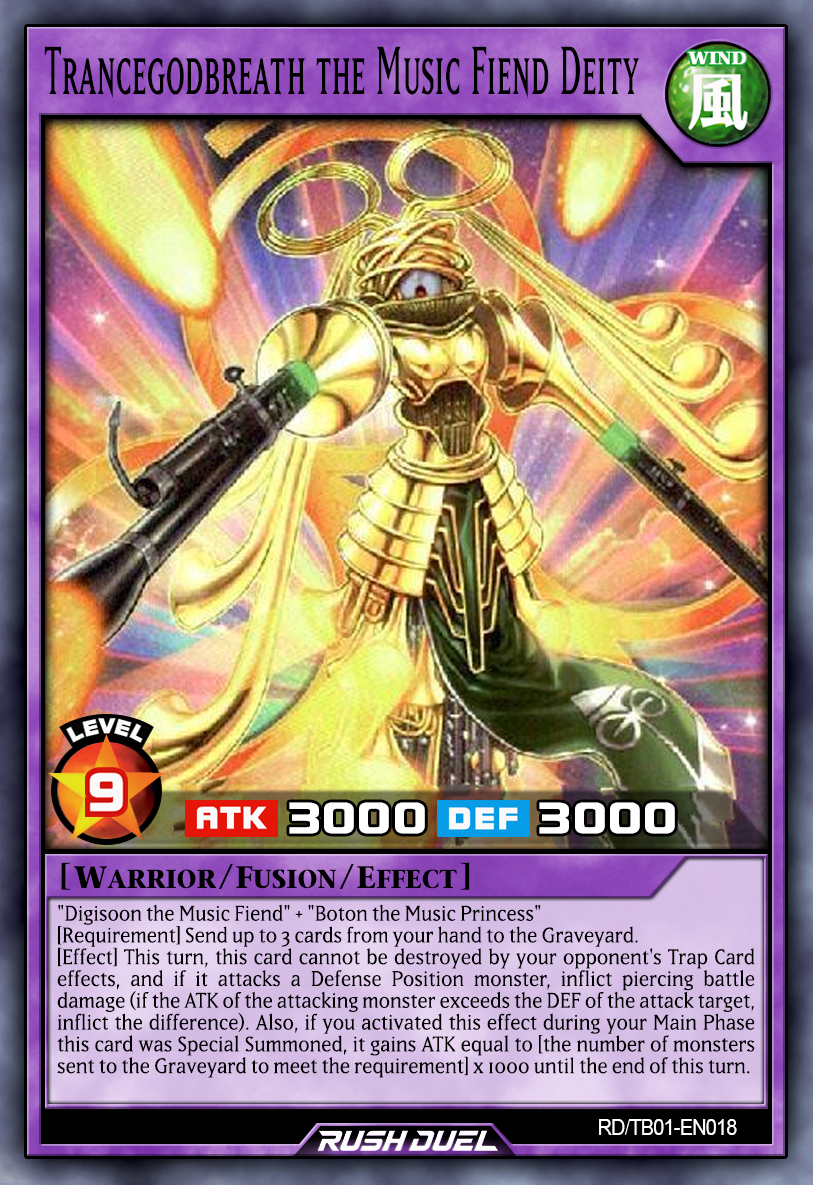 Trancegodbreath the Music Fiend Deity
WIND
風
LEVEL
9
ATK 3000 DEF 3000
[Warrior/Fusion/Effect]
"Digisoon the Music Fiend" + "Boton the Music Princess"
[Requirement] Send up to 3 cards from your hand to the Graveyard.
[Effect] This turn, this card cannot be destroyed by your opponent's Trap Card
effects, and if it attacks a Defense Position monster, inflict piercing battle
damage (if the ATK of the attacking monster exceeds the DEF of the attack target,
inflict the difference). Also, if you activated this effect during your Main Phase
this card was Special Summoned, it gains ATK equal to [the number of monsters
sent to the Graveyard to meet the requirement] x 1000 until the end of this turn.
RD/TB01-EN018
RUSH DUEL